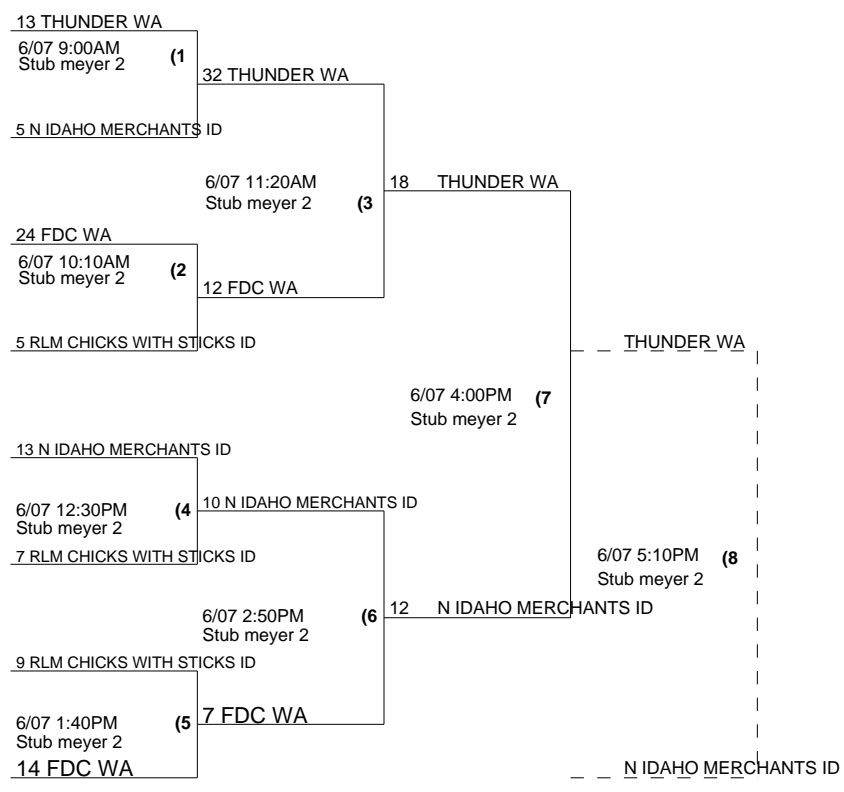 13 THUNDER WA
6/07 9:00AM (1
Stub meyer 2
32 THUNDER WA
5 N IDAHO MERCHANTS ID
6/07 11:20AM
Stub meyer 2 (3
18 THUNDER WA
24 FDC WA
6/07 10:10AM (2
Stub meyer 2
12 FDC WA
5 RLM CHICKS WITH STICKS ID
THUNDER WA
6/07 4:00PM (7
Stub meyer 2
13 N IDAHO MERCHANTS ID
6/07 12:30PM (4
Stub meyer 2
10 N IDAHO MERCHANTS ID
7 RLM CHICKS WITH STICKS ID
6/07 5:10PM (8
Stub meyer 2
6/07 2:50PM (6
Stub meyer 2
12 N IDAHO MERCHANTS ID
9 RLM CHICKS WITH STICKS ID
6/07 1:40PM (5
Stub meyer 2
7 FDC WA
14 FDC WA
N IDAHO MERCHANTS ID